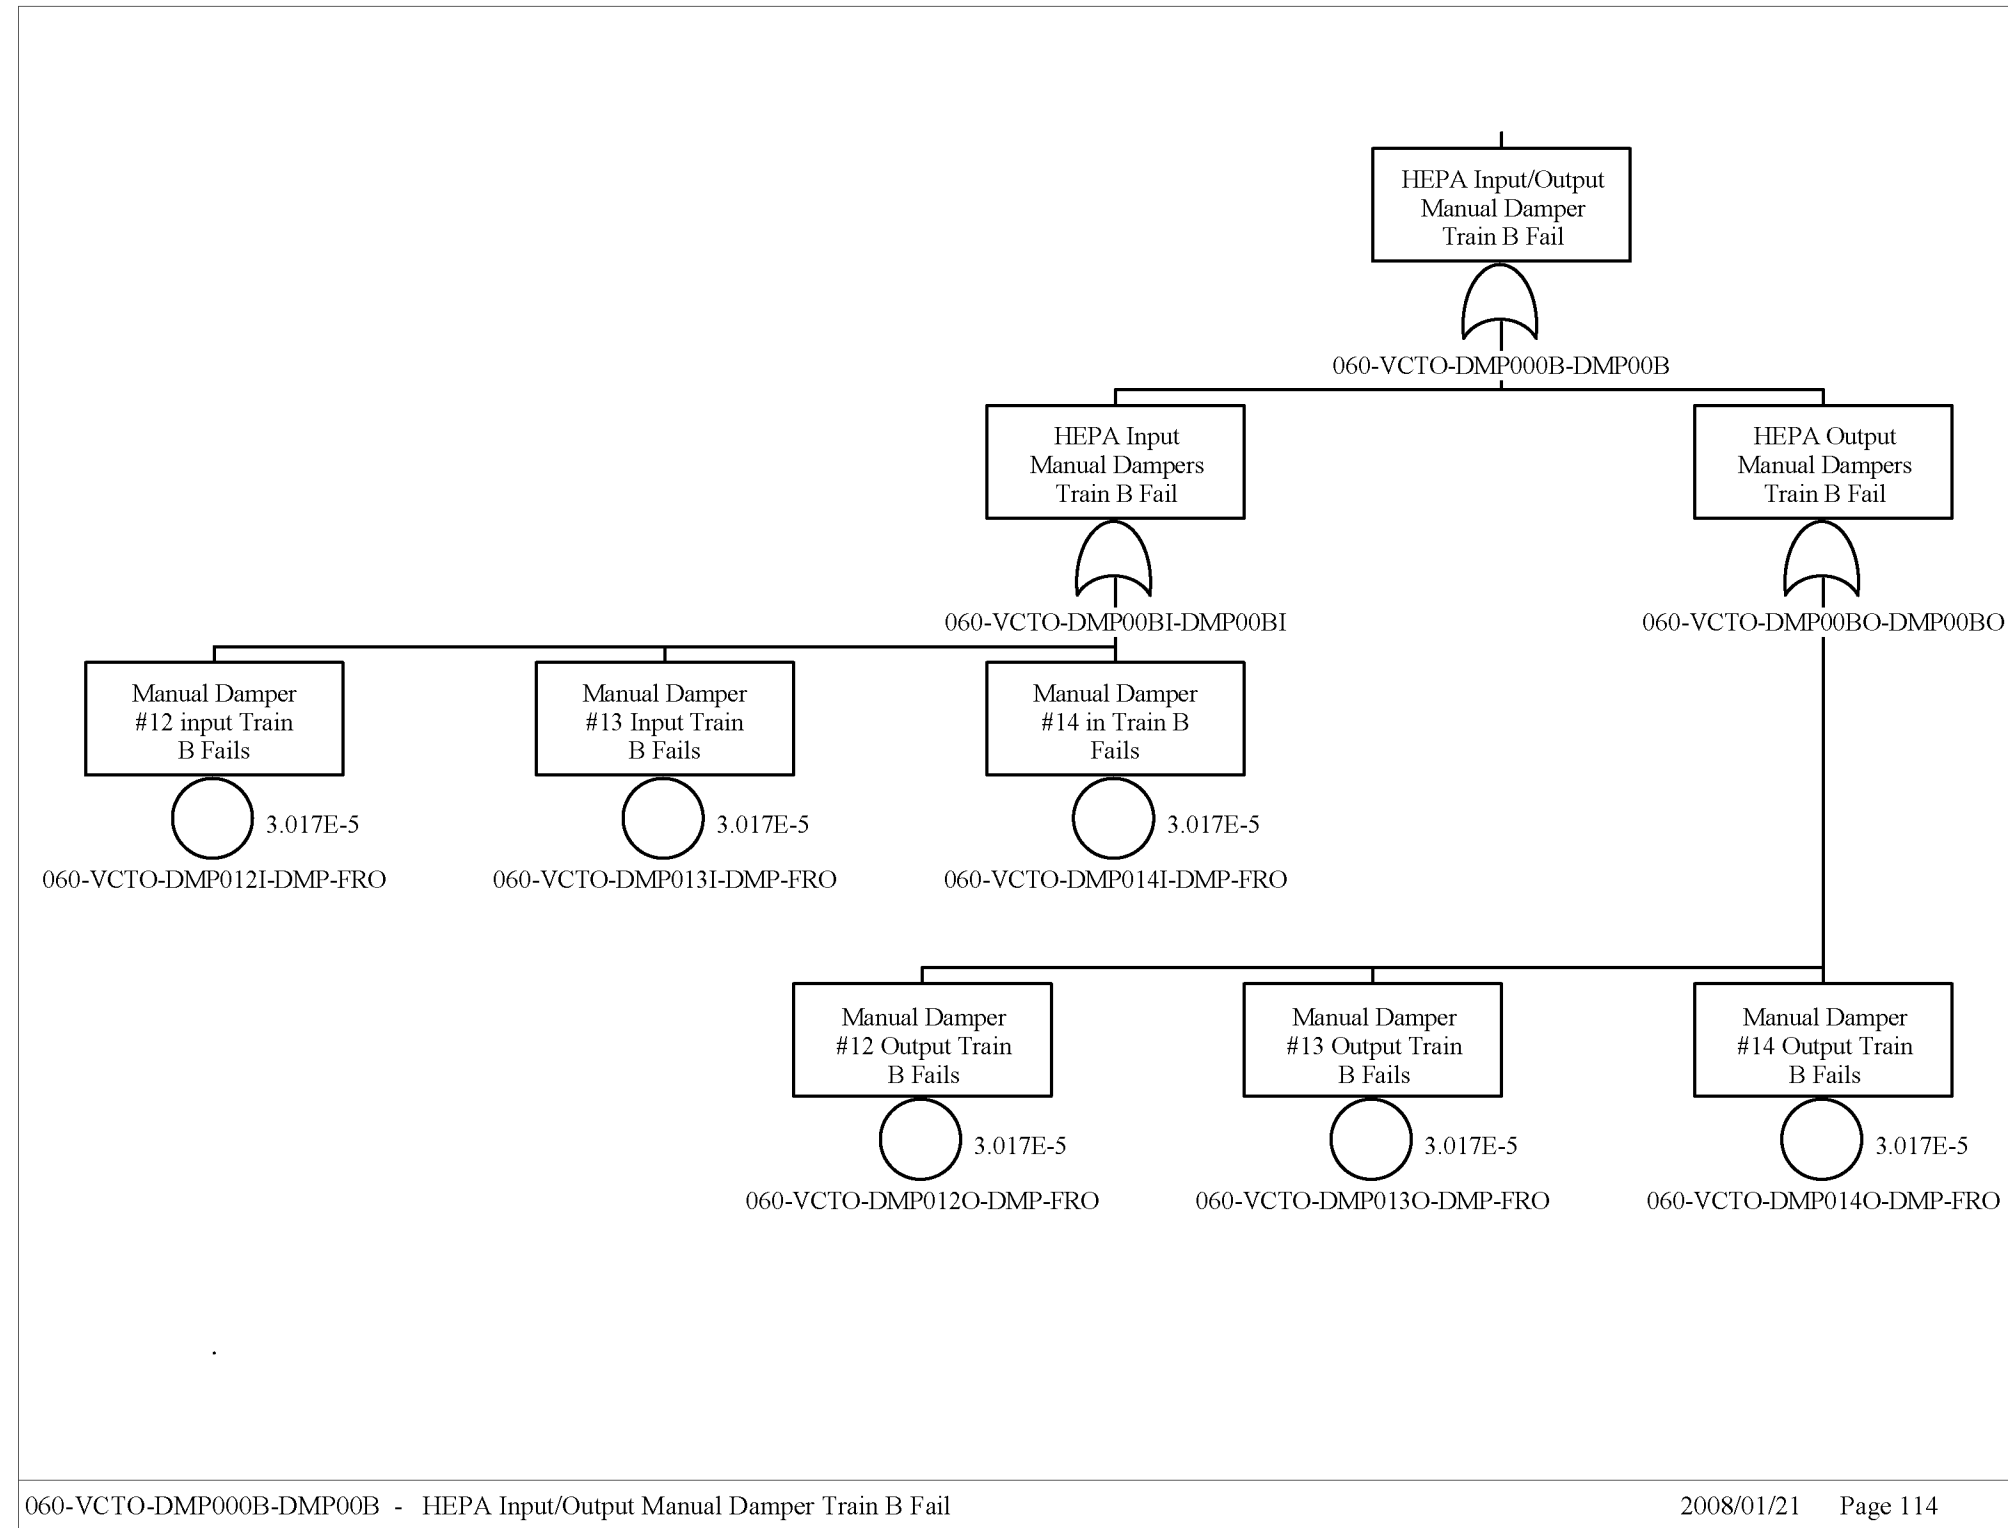 HEPA Input/Output
Manual Damper
Train B Fail
060-VCTO-DMP000B-DMP00B
HEPA Input
Manual Dampers
Train B Fail
060-VCTO-DMP00BI-DMP00BI
HEPA Output
Manual Dampers
Train B Fail
060-VCTO-DMP00BO-DMP00BO
Manual Damper
#12 input Train
B Fails
3.017E-5
060-VCTO-DMP012I-DMP-FRO
Manual Damper
#13 Input Train
B Fails
3.017E-5
060-VCTO-DMP013I-DMP-FRO
Manual Damper
#14 in Train B
Fails
3.017E-5
060-VCTO-DMP014I-DMP-FRO
Manual Damper
#12 Output Train
B Fails
3.017E-5
060-VCTO-DMP012O-DMP-FRO
Manual Damper
#13 Output Train
B Fails
3.017E-5
060-VCTO-DMP013O-DMP-FRO
Manual Damper
#14 Output Train
B Fails
3.017E-5
060-VCTO-DMP014O-DMP-FRO
060-VCTO-DMP000B-DMP00B - HEPA Input/Output Manual Damper Train B Fail
2008/01/21 Page 114